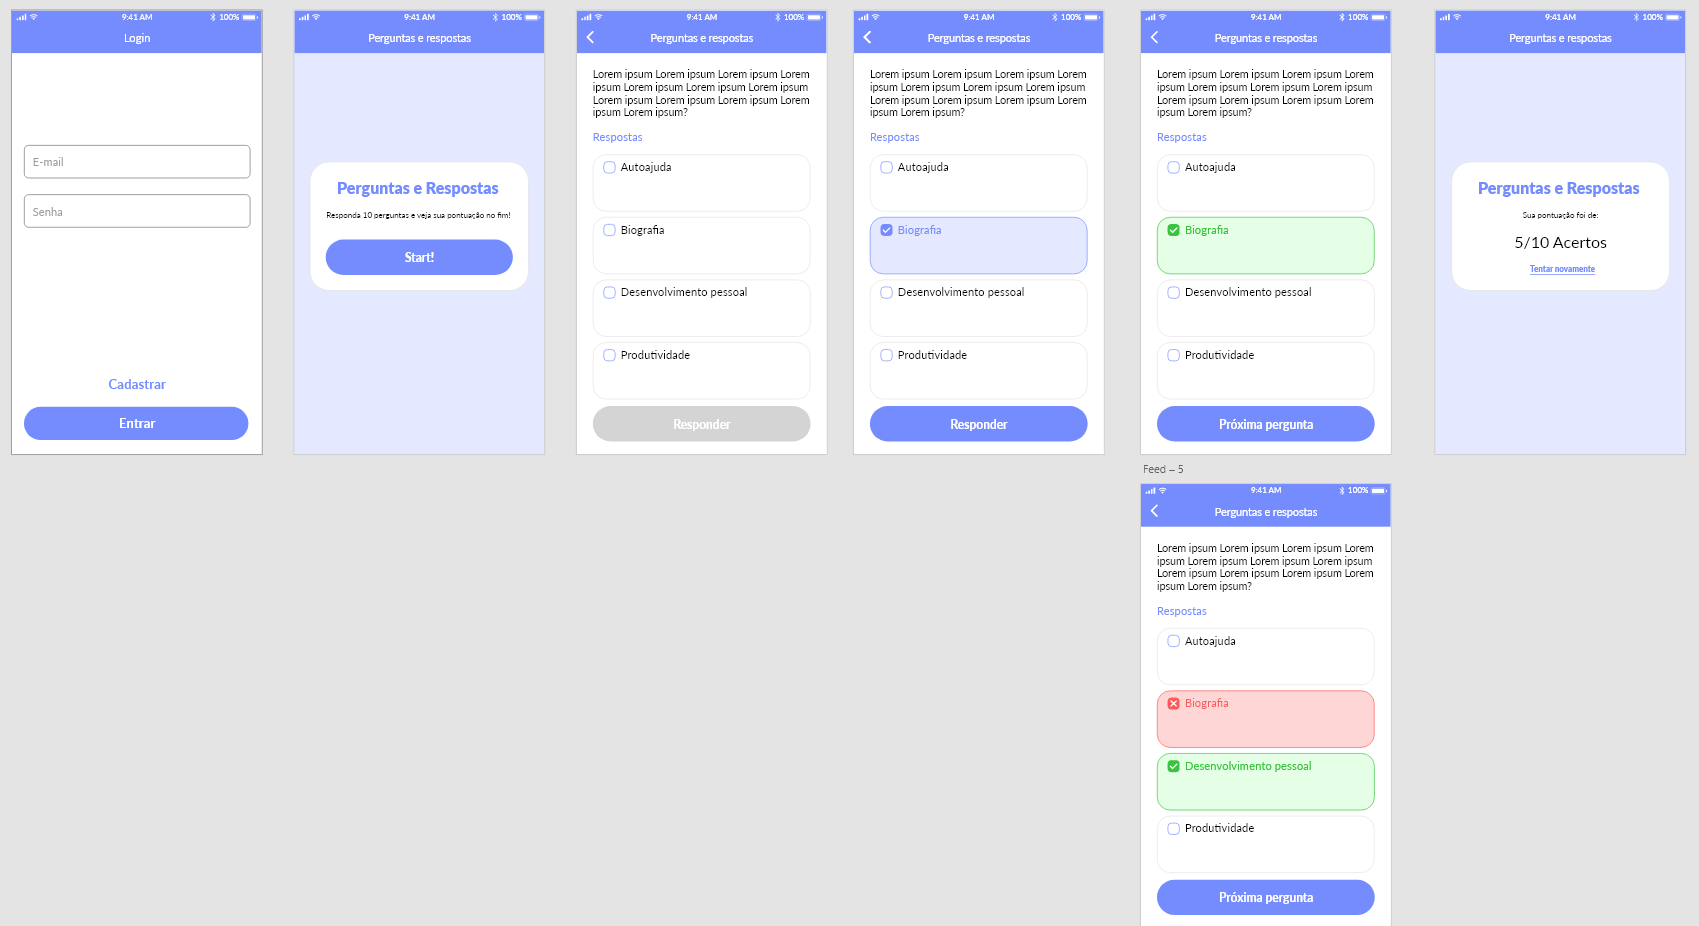 9:41 AM 100%
Login
E-mail
Senha
Cadastrar
Entrar
9:41 AM 100%
Perguntas e respostas
Perguntas e Respostas
Responda 10 perguntas e veja sua pontuação no fim!
Start!
9:41 AM 100%
Perguntas e respostas
Lorem ipsum Lorem ipsum Lorem ipsum Lorem
ipsum Lorem ipsum Lorem ipsum Lorem ipsum
Lorem ipsum Lorem ipsum Lorem ipsum Lorem
ipsum Lorem ipsum?
Respostas
Autoajuda
Biografia
Desenvolvimento pessoal
Produtividade
Responder
9:41 AM 100%
Perguntas e respostas
Lorem ipsum Lorem ipsum Lorem ipsum Lorem
ipsum Lorem ipsum Lorem ipsum Lorem ipsum
Lorem ipsum Lorem ipsum Lorem ipsum Lorem
ipsum Lorem ipsum?
Respostas
Autoajuda
Biografia
Desenvolvimento pessoal
Produtividade
Responder
9:41 AM 100%
Perguntas e respostas
Lorem ipsum Lorem ipsum Lorem ipsum Lorem
ipsum Lorem ipsum Lorem ipsum Lorem ipsum
Lorem ipsum Lorem ipsum Lorem ipsum Lorem
ipsum Lorem ipsum?
Respostas
Autoajuda
Biografia
Desenvolvimento pessoal
Produtividade
Próxima pergunta
9:41 AM 100%
Perguntas e respostas
Perguntas e Respostas
Sua pontuação foi de:
5/10 Acertos
Tentar novamente
Feed – 5
9:41 AM 100%
Perguntas e respostas
Lorem ipsum Lorem ipsum Lorem ipsum Lorem
ipsum Lorem ipsum Lorem ipsum Lorem ipsum
Lorem ipsum Lorem ipsum Lorem ipsum Lorem
ipsum Lorem ipsum?
Respostas
Autoajuda
Biografia
Desenvolvimento pessoal
Produtividade
Próxima pergunta